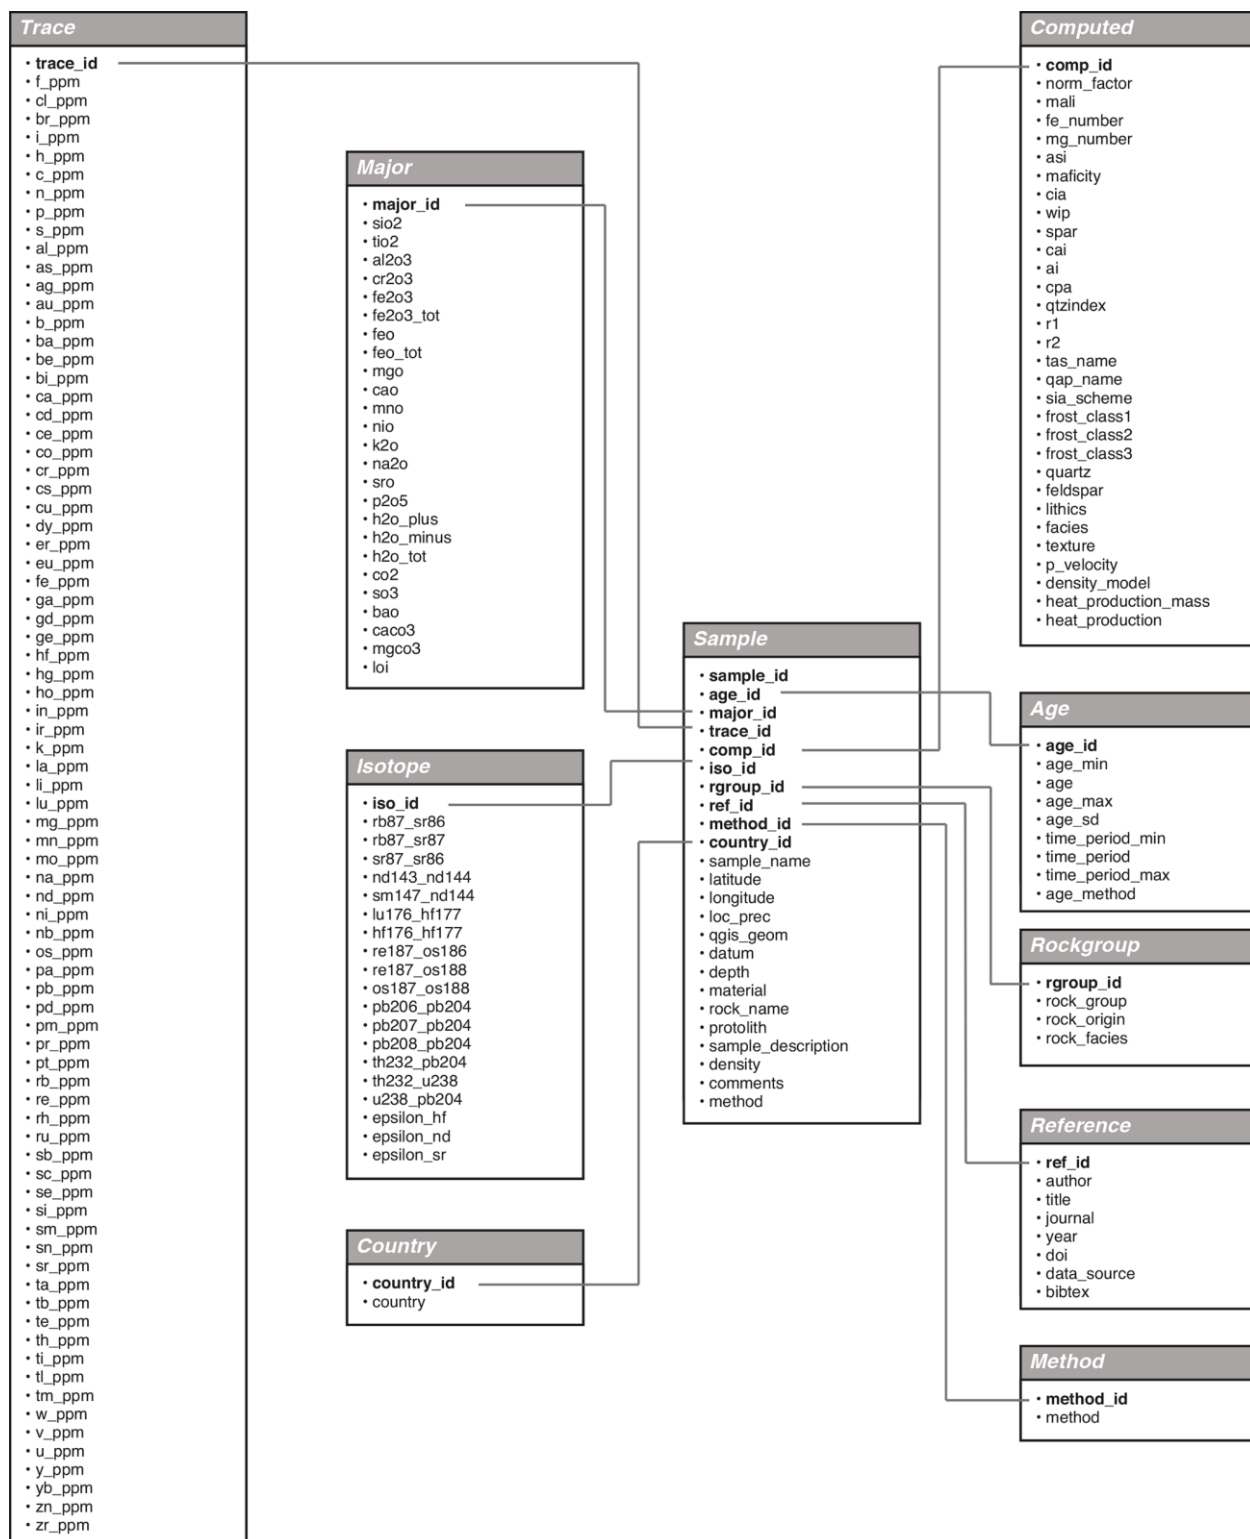 Trace
• trace_id
• f_ppm
• cl_ppm
• br_ppm
• i_ppm
• h_ppm
• c_ppm
• n_ppm
• p_ppm
• s_ppm
• al_ppm
• as_ppm
• ag_ppm
• au_ppm
• b_ppm
• ba_ppm
• be_ppm
• bi_ppm
• ca_ppm
• cd_ppm
• ce_ppm
• co_ppm
• cr_ppm
• cs_ppm
• cu_ppm
• dy_ppm
• er_ppm
• eu_ppm
• fe_ppm
• ga_ppm
• gd_ppm
• ge_ppm
• hf_ppm
• hg_ppm
• ho_ppm
• in_ppm
• ir_ppm
• k_ppm
• la_ppm
• li_ppm
• lu_ppm
• mg_ppm
• mn_ppm
• mo_ppm
• na_ppm
• nd_ppm
• ni_ppm
• nb_ppm
• os_ppm
• pa_ppm
• pb_ppm
• pd_ppm
• pm_ppm
• pr_ppm
• pt_ppm
• rb_ppm
• re_ppm
• rh_ppm
• ru_ppm
• sb_ppm
• sc_ppm
• se_ppm
• si_ppm
• sm_ppm
• sn_ppm
• sr_ppm
• ta_ppm
• tb_ppm
• te_ppm
• th_ppm
• ti_ppm
• tl_ppm
• tm_ppm
• w_ppm
• v_ppm
• u_ppm
• y_ppm
• yb_ppm
• zn_ppm
• zr_ppm
Major
• major_id
• sio2
• tio2
• al2o3
• cr2o3
• fe2o3
• fe2o3_tot
• feo
• feo_tot
• mgo
• cao
• mno
• nio
• k2o
• na2o
• sro
• p2o5
• h2o_plus
• h2o_minus
• h2o_tot
• co2
• so3
• bao
• caco3
• mgco3
• loi
Isotope
• iso_id
• rb87_sr86
• rb87_sr87
• sr87_sr86
• nd143_nd144
• sm147_nd144
• lu176_hf177
• hf176_hf177
• re187_os186
• re187_os188
• os187_os188
• pb206_pb204
• pb207_pb204
• pb208_pb204
• th232_pb204
• th232_u238
• u238_pb204
• epsilon_hf
• epsilon_nd
• epsilon_sr
Country
• country_id
• country
Sample
• sample_id
• age_id
• major_id
• trace_id
• comp_id
• iso_id
• rgroup_id
• ref_id
• method_id
• country_id
• sample_name
• latitude
• longitude
• loc_prec
• qgis_geom
• datum
• depth
• material
• rock_name
• protolith
• sample_description
• density
• comments
• method
Computed
• comp_id
• norm_factor
• mali
• fe_number
• mg_number
• asi
• maficity
• cia
• wip
• spar
• cai
• ai
• cpa
• qtzindex
• r1
• r2
• tas_name
• qap_name
• sia_scheme
• frost_class1
• frost_class2
• frost_class3
• quartz
• feldspar
• lithics
• facies
• texture
• p_velocity
• density_model
• heat_production_mass
• heat_production
Age
• age_id
• age_min
• age
• age_max
• age_sd
• time_period_min
• time_period
• time_period_max
• age_method
Rockgroup
• rgroup_id
• rock_group
• rock_origin
• rock_facies
Reference
• ref_id
• author
• title
• journal
• year
• doi
• data_source
• bibtex
Method
• method_id
• method